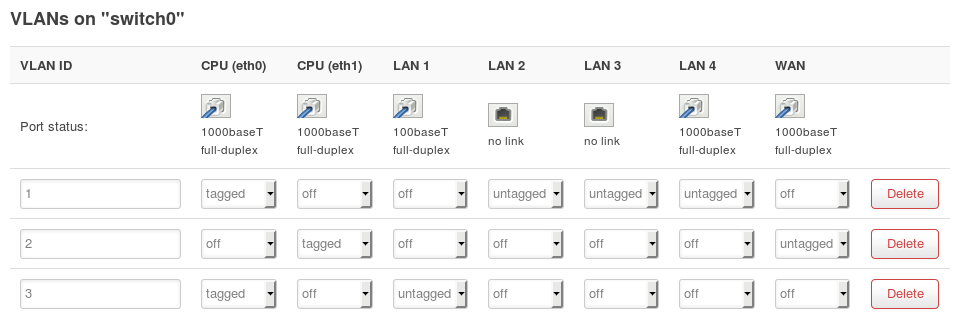 VLANs on "switch0"
VLAN ID CPU (eth0) CPU (eth1) LAN 1 LAN 2 LAN 3 LAN 4 WAN
Port status: 1000baseT full-duplex 1000baseT full-duplex 100baseT full-duplex no link no link 1000baseT full-duplex 1000baseT full-duplex
1 tagged off off untagged untagged untagged off Delete
2 off tagged off off off off untagged Delete
3 tagged off untagged off off off off Delete